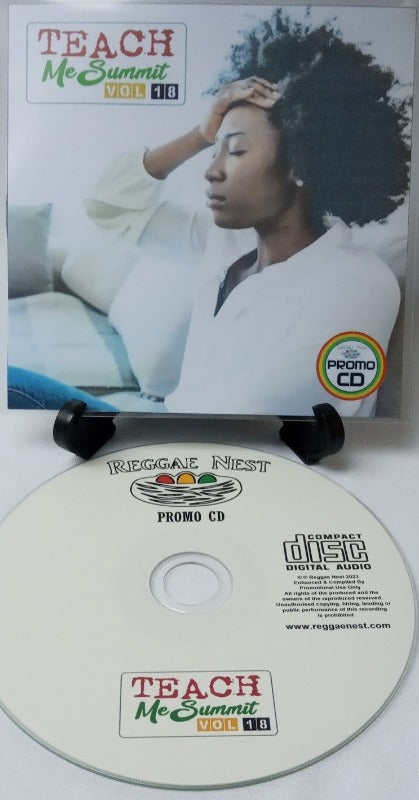 TEACH
Me Summit
VOL 18
PROMO
CD
REGGAE NEST
PROMO CD
COMPACT
disc
DIGITAL AUDIO
© ℗ Reggae Nest 2023
Enhanced & Compiled By
Promotional Use Only
All rights of the produced and the
owners of the reproduced reserved
Unauthorised copying, hiring, lending or
public performance of this recording
is prohibited
www.reggaenest.com
TEACH
Me Summit
VOL 18